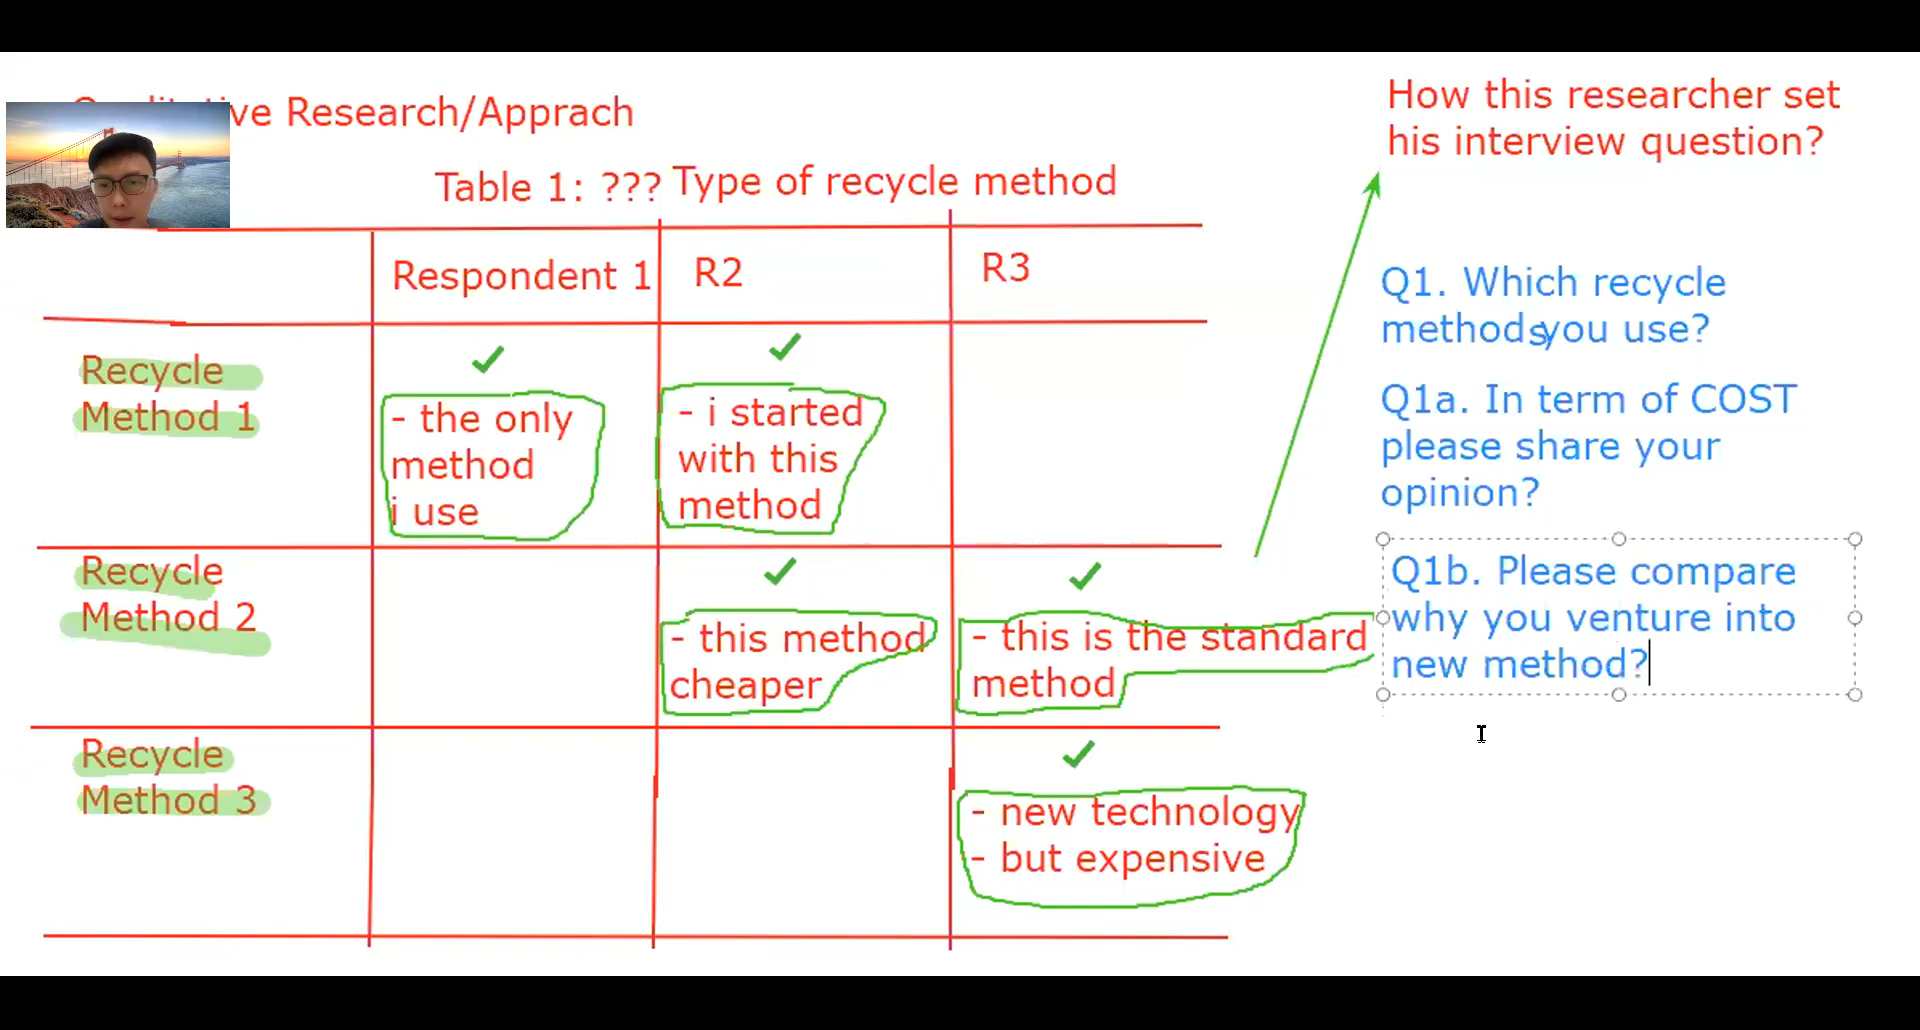 Research/Apprach
Table 1: ??? Type of recycle method
Respondent 1
R2
R3
Recycle
Method 1
- the only
method
i use
- i started
with this
method
Recycle
Method 2
- this method
cheaper
- this is the standard
method
Recycle
Method 3
- new technology
- but expensive
How this researcher set
his interview question?
Q1. Which recycle
methods you use?
Q1a. In term of COST
please share your
opinion?
Q1b. Please compare
why you venture into
new method?